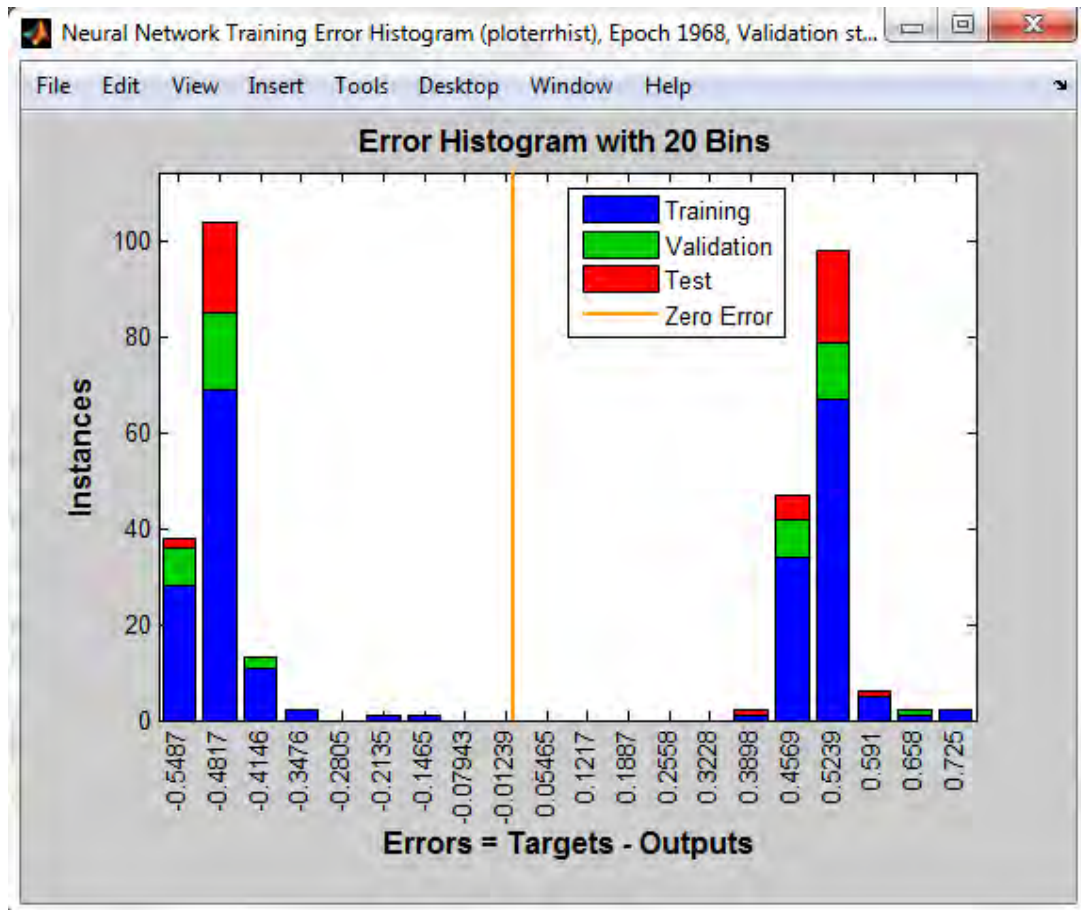 Neural Network Training Error Histogram (ploterrhist), Epoch 1968, Validation st...
File Edit View Insert Tools Desktop Window Help
Error Histogram with 20 Bins
Training
Validation
Test
Zero Error
Instances
100
80
60
40
20
0
-0.5487
-0.4817
-0.4146
-0.3476
-0.2805
-0.2135
-0.1465
-0.07943
-0.01239
0.05465
0.1217
0.1887
0.2558
0.3228
0.3898
0.4569
0.5239
0.591
0.658
0.725
Errors = Targets - Outputs